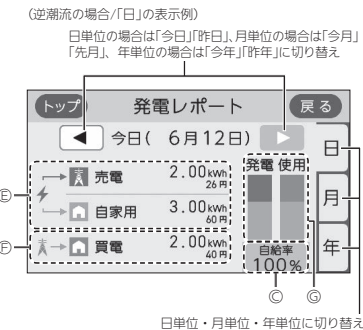 (逆潮流の場合/「日」の表示例)
日単位の場合は「今日」「昨日」、月単位の場合は「今月」
「先月」、年単位の場合は「今年」「昨年」に切り替え
トップ 発電レポート 戻る
◀ 今日( 6月12日) ▶
日
月
年
発電 使用
売電 2.00kWh
26円
Ⓔ
自家用 3.00kWh
60円
Ⓕ
買電 2.00kWh
40円
自給率
100%
Ⓒ Ⓖ
日単位・月単位・年単位に切り替え